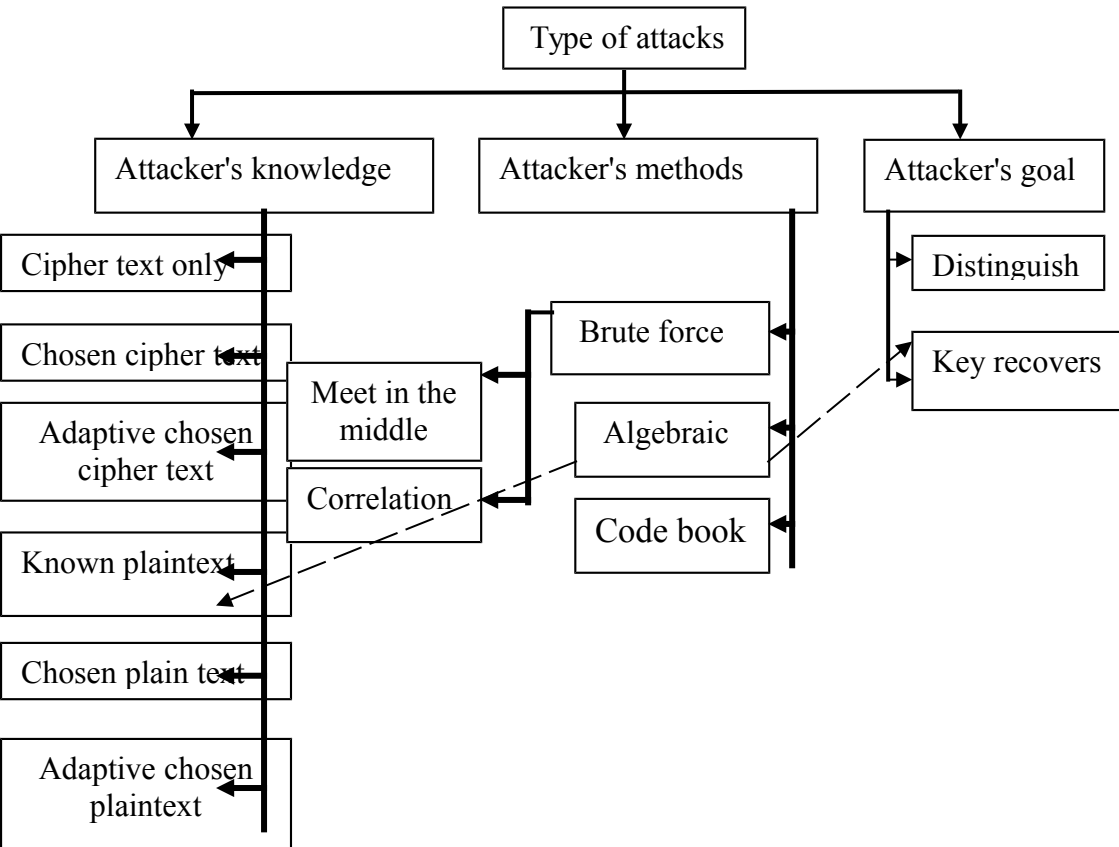 Type of attacks
Attacker's knowledge
Attacker's methods
Attacker's goal
Cipher text only
Chosen cipher text
Adaptive chosen
cipher text
Known plaintext
Chosen plain text
Adaptive chosen
plaintext
Meet in the
middle
Correlation
Brute force
Algebraic
Code book
Distinguish
Key recovers